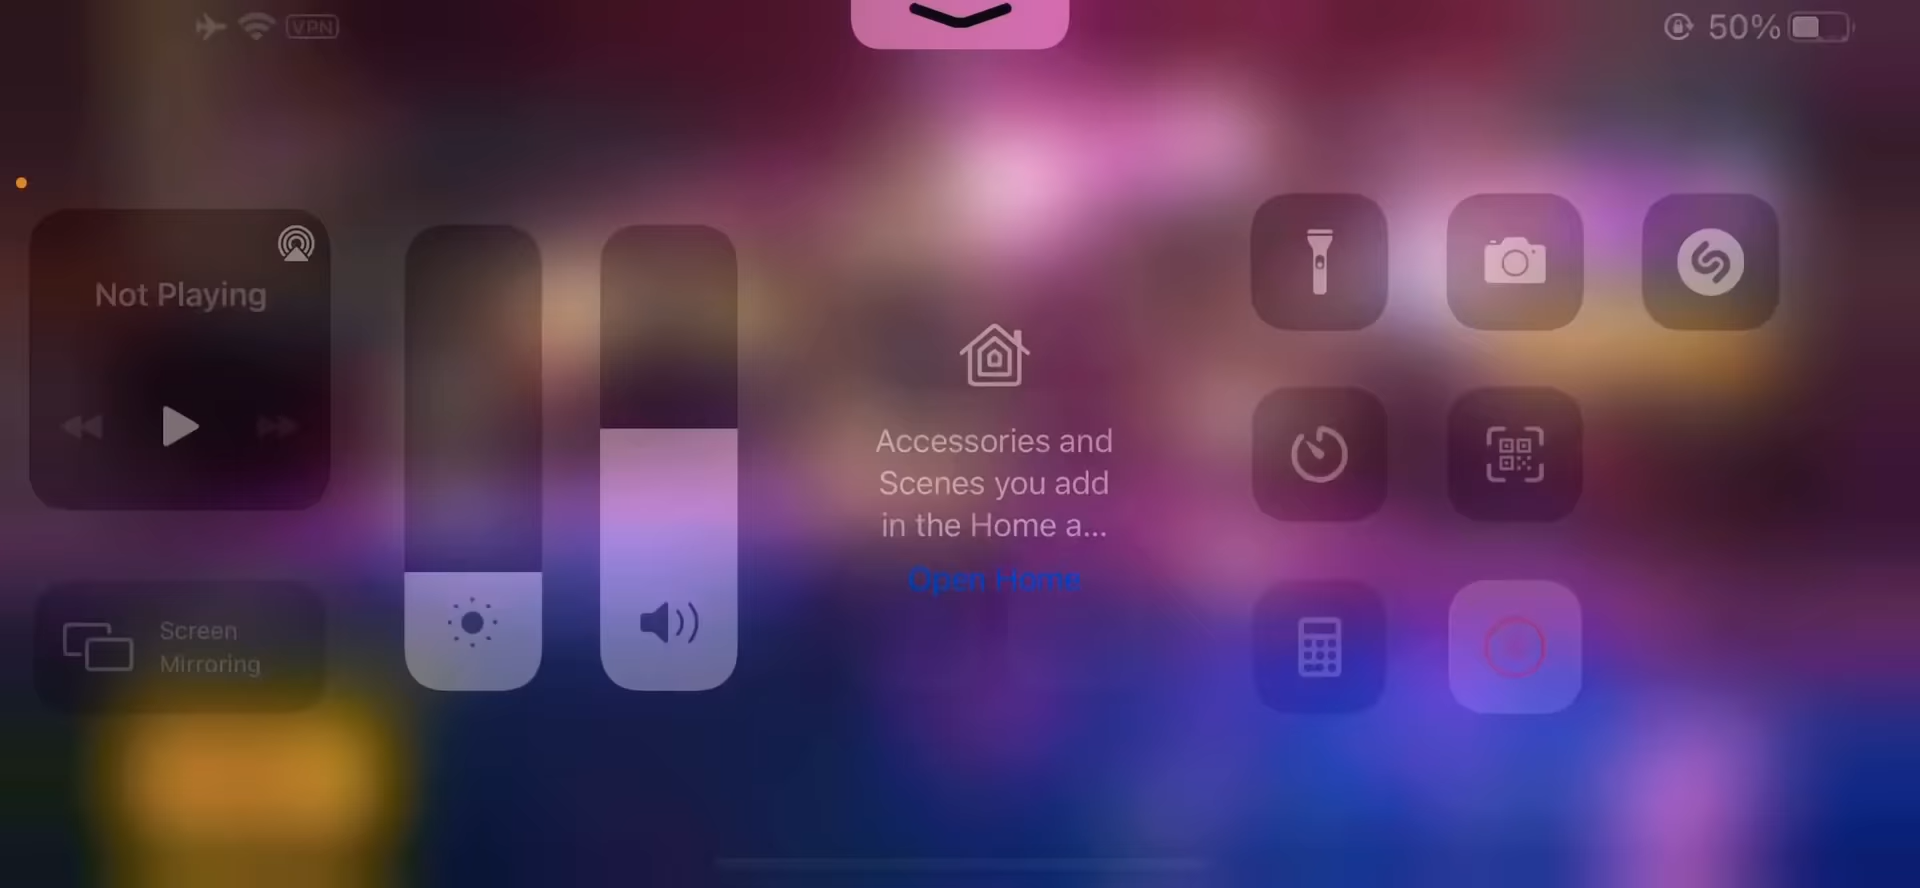 VPN
50%
Not Playing
Accessories and
Scenes you add
in the Home a...
Open Home
Screen
Mirroring